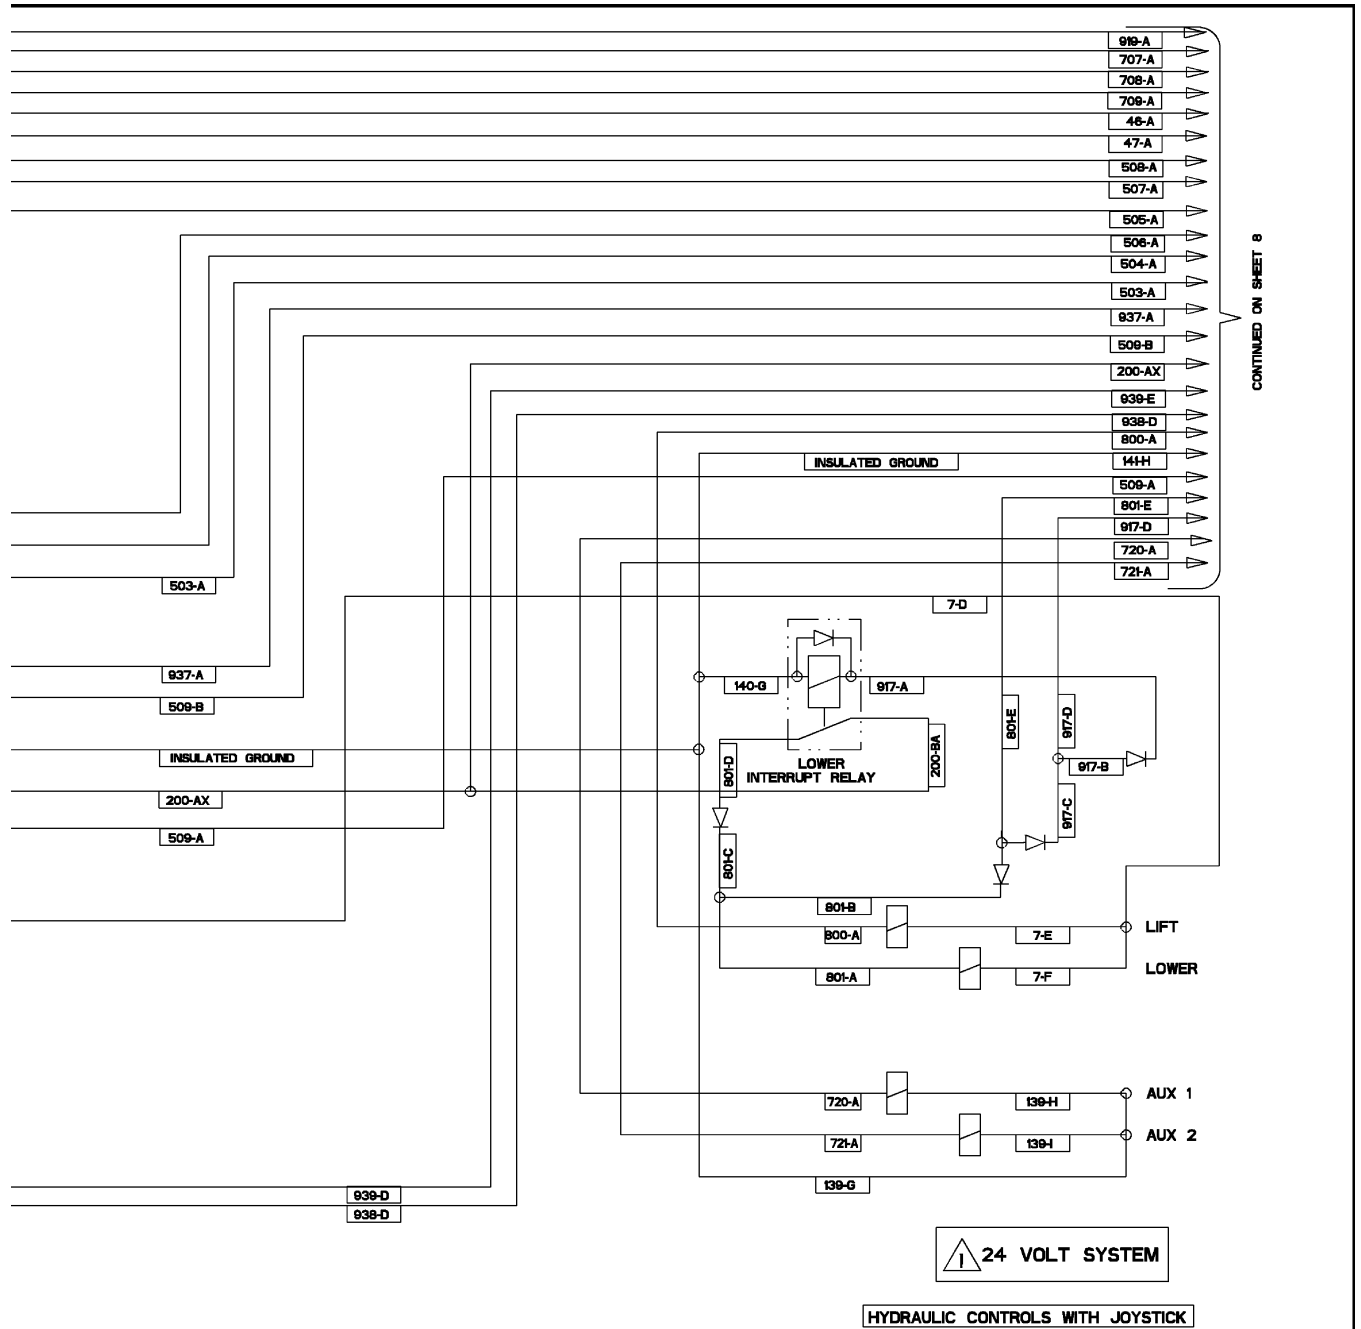 919-A
707-A
708-A
709-A
46-A
47-A
508-A
507-A
505-A
506-A
504-A
503-A
937-A
509-B
200-AX
939-E
938-D
800-A
INSULATED GROUND
141-H
509-A
801-E
917-D
720-A
721-A
CONTINUED ON SHEET 8
503-A
7-D
937-A
140-G
917-A
509-B
801-E
917-D
INSULATED GROUND
801-D
200-BA
LOWER
INTERRUPT RELAY
917-B
200-AX
917-C
509-A
801-C
801-B
800-A
7-E
LIFT
801-A
7-F
LOWER
720-A
139-H
AUX 1
721-A
139-I
AUX 2
139-G
939-D
938-D
1
24 VOLT SYSTEM
HYDRAULIC CONTROLS WITH JOYSTICK